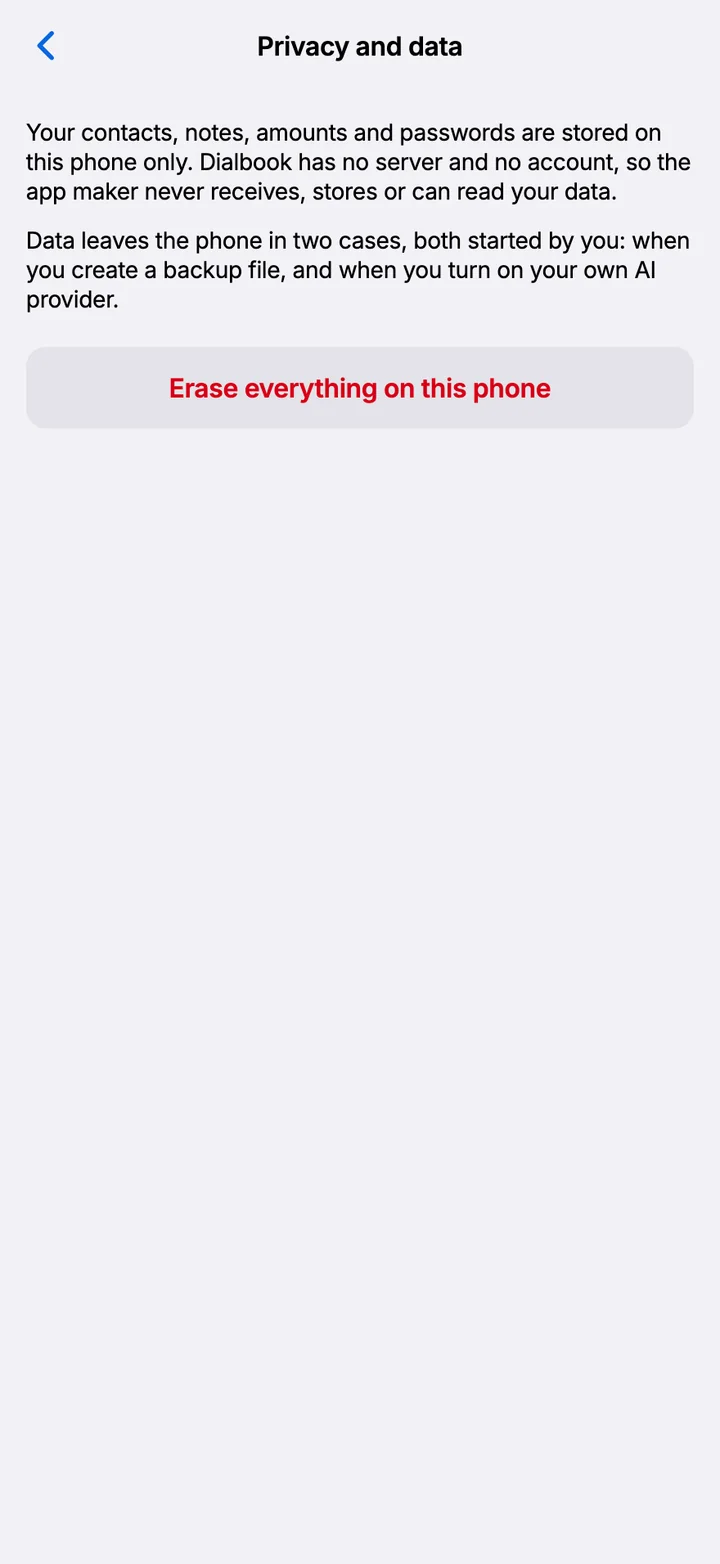 Privacy and data
Your contacts, notes, amounts and passwords are stored on
this phone only. Dialbook has no server and no account, so the
app maker never receives, stores or can read your data.
Data leaves the phone in two cases, both started by you: when
you create a backup file, and when you turn on your own AI
provider.
Erase everything on this phone